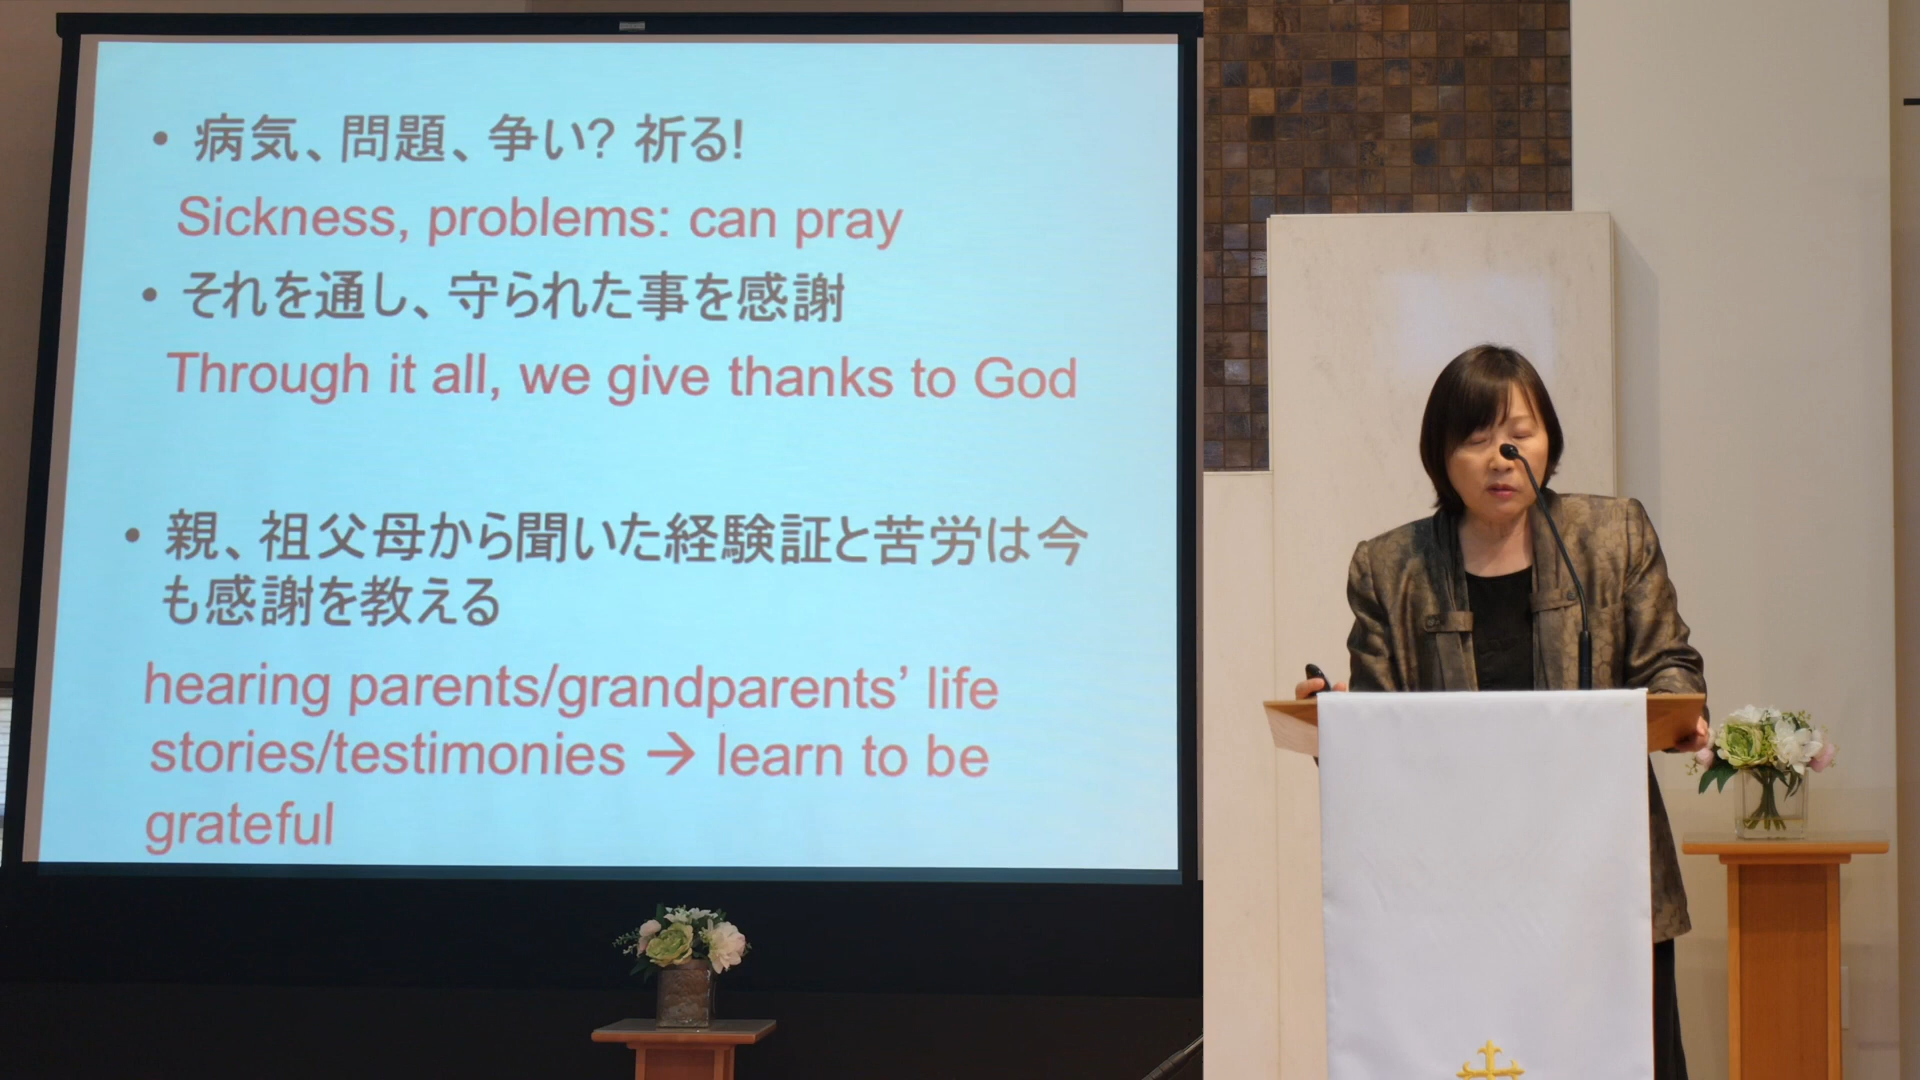 • 病気、問題、争い? 祈る!
Sickness, problems: can pray
• それを通し、守られた事を感謝
Through it all, we give thanks to God
• 親、祖父母から聞いた経験証と苦労は今
も感謝を教える
hearing parents/grandparents’ life
stories/testimonies → learn to be
grateful